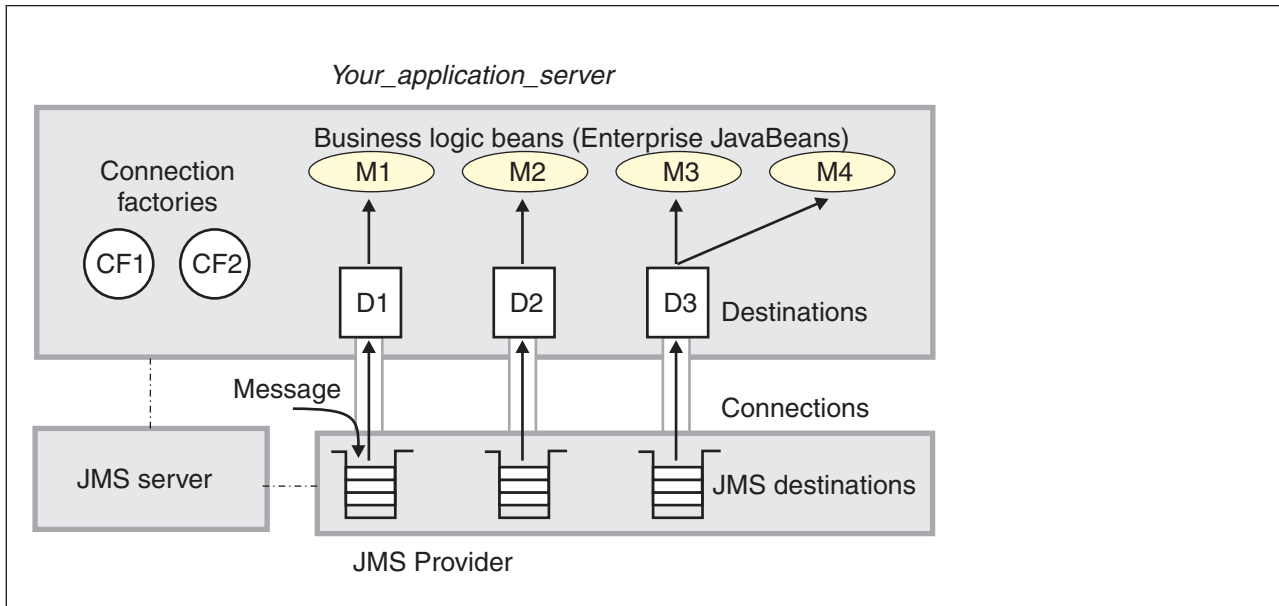 Your_application_server
Business logic beans (Enterprise JavaBeans)
Connection
factories
M1
M2
M3
M4
CF1
CF2
D1
D2
D3
Destinations
Message
Connections
JMS server
JMS destinations
JMS Provider